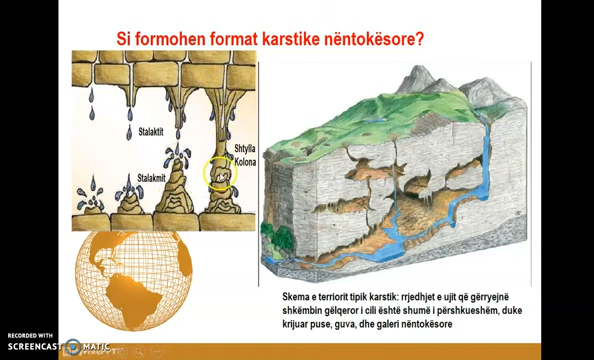 Si formohen format karstike nëntokësore?
Stalaktit
Shtylla
Kolona
Stalakmit
Skema e terriorit tipik karstik: rrjedhjet e ujit që gërryejnë
shkëmbin gëlqeror i cili është shumë i përshkueshëm, duke
krijuar puse, guva, dhe galeri nëntokësore
RECORDED WITH
SCREENCAST MATIC